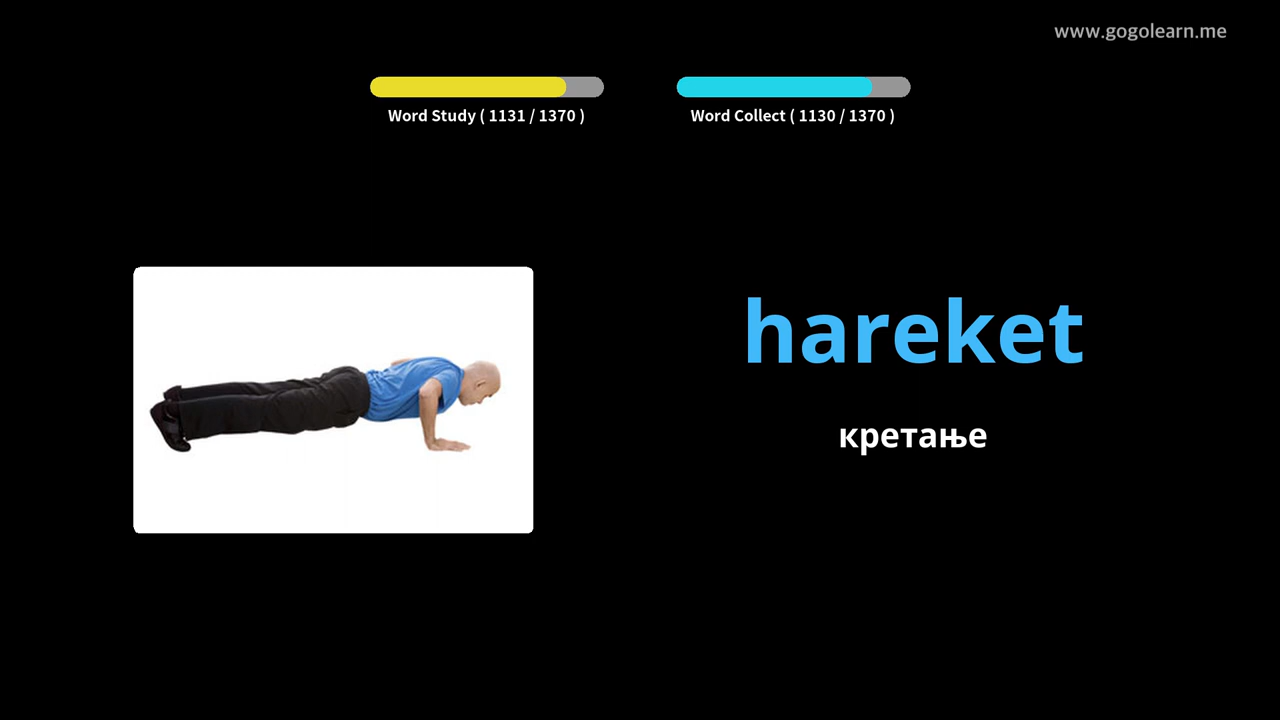 www.gogolearn.me
Word Study ( 1131 / 1370 )
Word Collect ( 1130 / 1370 )
hareket
кретање